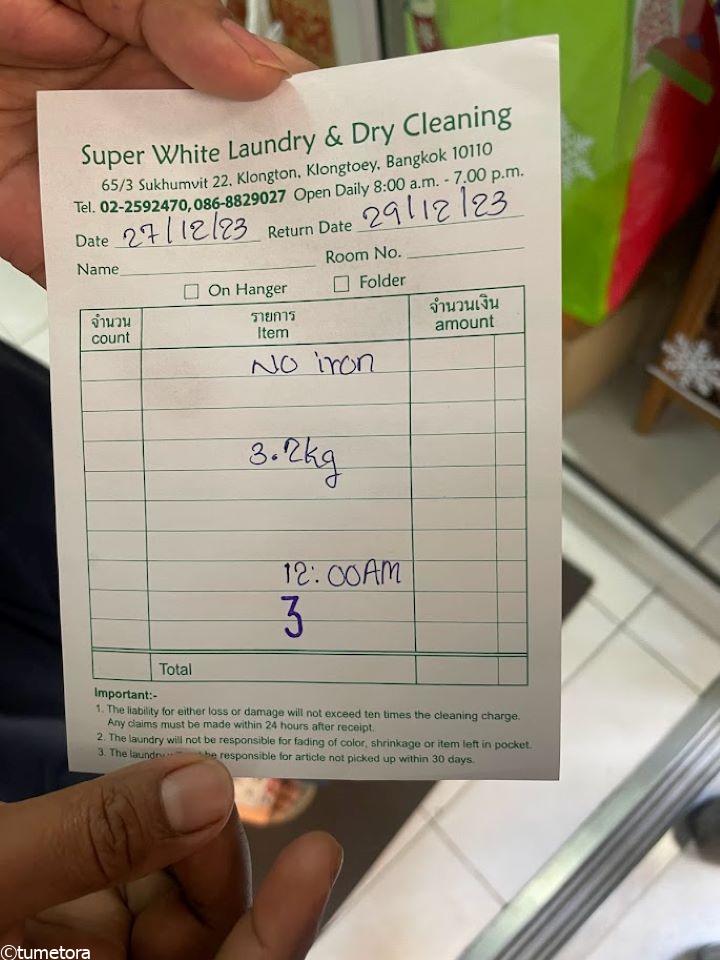 Super White Laundry & Dry Cleaning
65/3 Sukhumvit 22, Klongton, Klongtoey, Bangkok 10110
Tel. 02-2592470, 086-8829027 Open Daily 8:00 a.m. - 7.00 p.m.
Date 27/12/23 Return Date 29/12/23
Name Room No.
On Hanger Folder
จำนวน รายการ จำนวนเงิน
count Item amount
No iron
3.2kg
12:00AM
3
Total
Important:-
1. The liability for either loss or damage will not exceed ten times the cleaning charge.
Any claims must be made within 24 hours after receipt.
2. The laundry will not be responsible for fading of color, shrinkage or item left in pocket.
3. The laundry be responsible for article not picked up within 30 days.
©tumetora